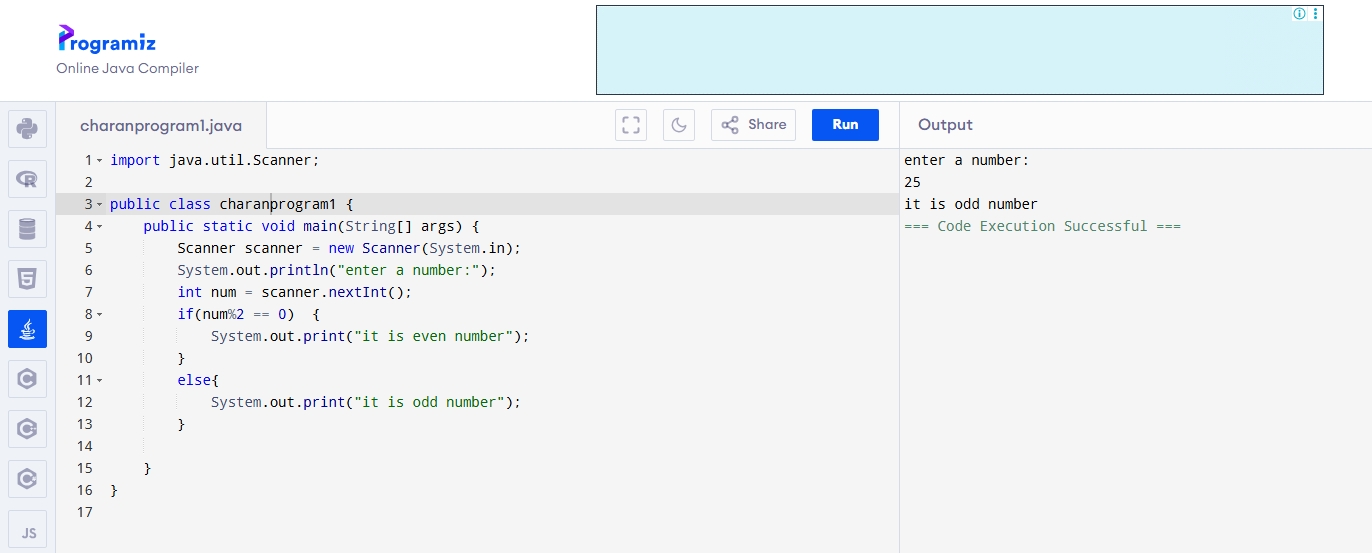 Programiz
Online Java Compiler
charanprogram1.java
Share
Run
Output
1 import java.util.Scanner;
2
3 public class charanprogram1 {
4     public static void main(String[] args) {
5         Scanner scanner = new Scanner(System.in);
6         System.out.println("enter a number:");
7         int num = scanner.nextInt();
8         if(num%2 == 0)  {
9             System.out.print("it is even number");
10         }
11         else{
12             System.out.print("it is odd number");
13         }
14
15     }
16 }
17
enter a number:
25
it is odd number
=== Code Execution Successful ===
R
5
C
C
C
JS